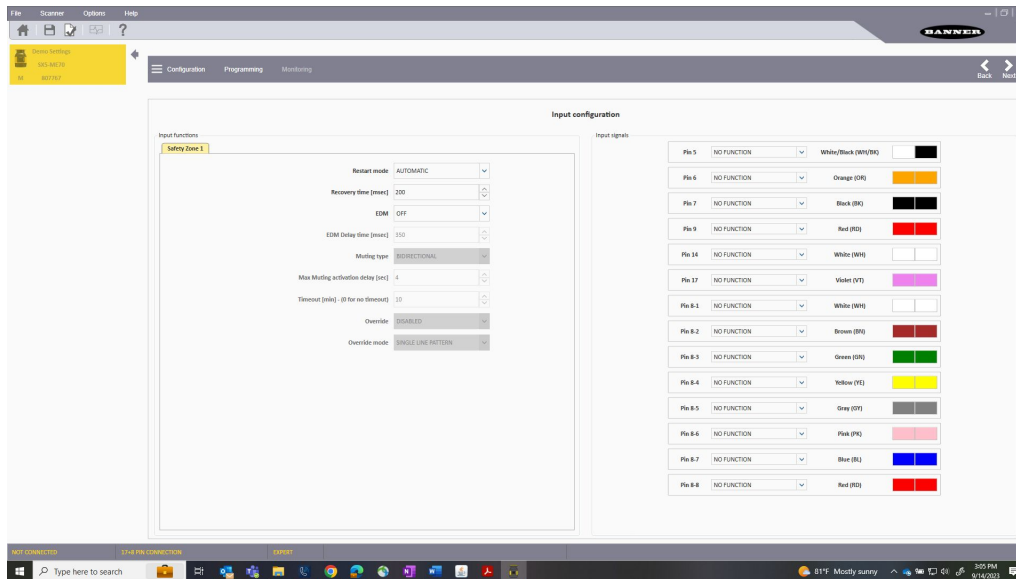 File Scanner Options Help
BANNER
Demo Settings
SX5-ME70
M 807767
Configuration Programming Monitoring
Back Next
Input configuration
Input functions
Safety Zone 1
Restart mode AUTOMATIC
Recovery time [msec] 200
EDM OFF
EDM Delay time [msec] 350
Muting type BIDIRECTIONAL
Max Muting activation delay [sec] 4
Timeout [min] - (0 for no timeout) 10
Override DISABLED
Override mode SINGLE LINE PATTERN
Input signals
Pin 5 NO FUNCTION White/Black (WH/BK)
Pin 6 NO FUNCTION Orange (OR)
Pin 7 NO FUNCTION Black (BK)
Pin 9 NO FUNCTION Red (RD)
Pin 14 NO FUNCTION White (WH)
Pin 17 NO FUNCTION Violet (VT)
Pin 8-1 NO FUNCTION White (WH)
Pin 8-2 NO FUNCTION Brown (BN)
Pin 8-3 NO FUNCTION Green (GN)
Pin 8-4 NO FUNCTION Yellow (YE)
Pin 8-5 NO FUNCTION Gray (GY)
Pin 8-6 NO FUNCTION Pink (PK)
Pin 8-7 NO FUNCTION Blue (BL)
Pin 8-8 NO FUNCTION Red (RD)
NOT CONNECTED 17+8 PIN CONNECTION EXPERT
Type here to search 81°F Mostly sunny 3:05 PM
9/14/2023